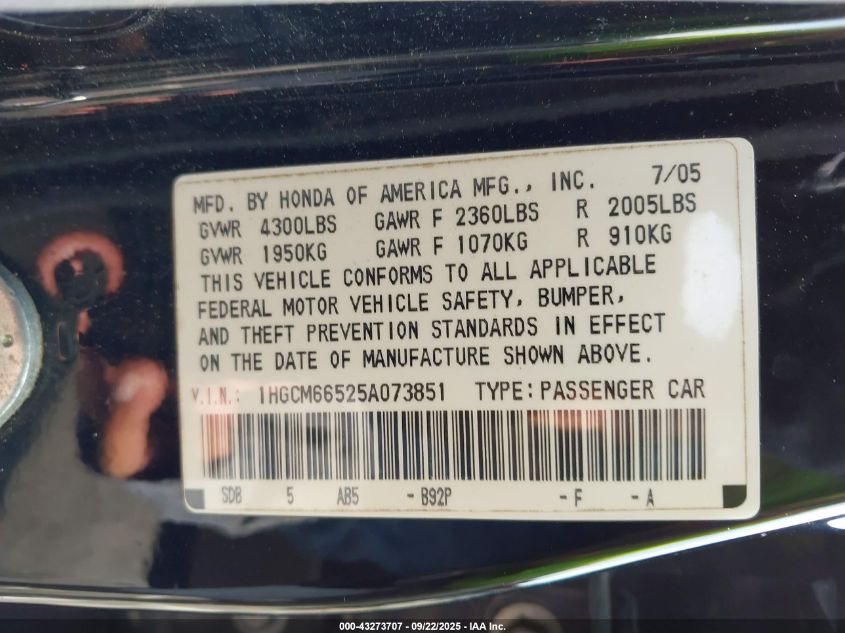 MFD. BY HONDA OF AMERICA MFG., INC. 7/05
GVWR 4300LBS GAWR F 2360LBS R 2005LBS
GVWR 1950KG GAWR F 1070KG R 910KG
THIS VEHICLE CONFORMS TO ALL APPLICABLE
FEDERAL MOTOR VEHICLE SAFETY, BUMPER,
AND THEFT PREVENTION STANDARDS IN EFFECT
ON THE DATE OF MANUFACTURE SHOWN ABOVE.
V.I.N.: 1HGCM66525A073851 TYPE: PASSENGER CAR
SDB 5 AB5 - B92P - F - A
000-43273707 - 09/22/2025 - IAA Inc.